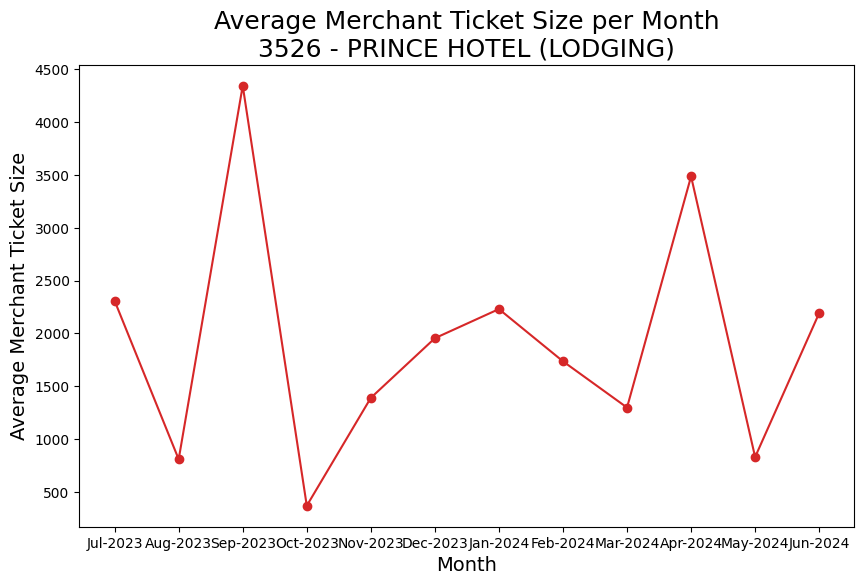 Average Merchant Ticket Size per Month
3526 - PRINCE HOTEL (LODGING)
Average Merchant Ticket Size
4500
4000
3500
3000
2500
2000
1500
1000
500
Jul-2023 Aug-2023 Sep-2023 Oct-2023 Nov-2023 Dec-2023 Jan-2024 Feb-2024 Mar-2024 Apr-2024 May-2024 Jun-2024
Month